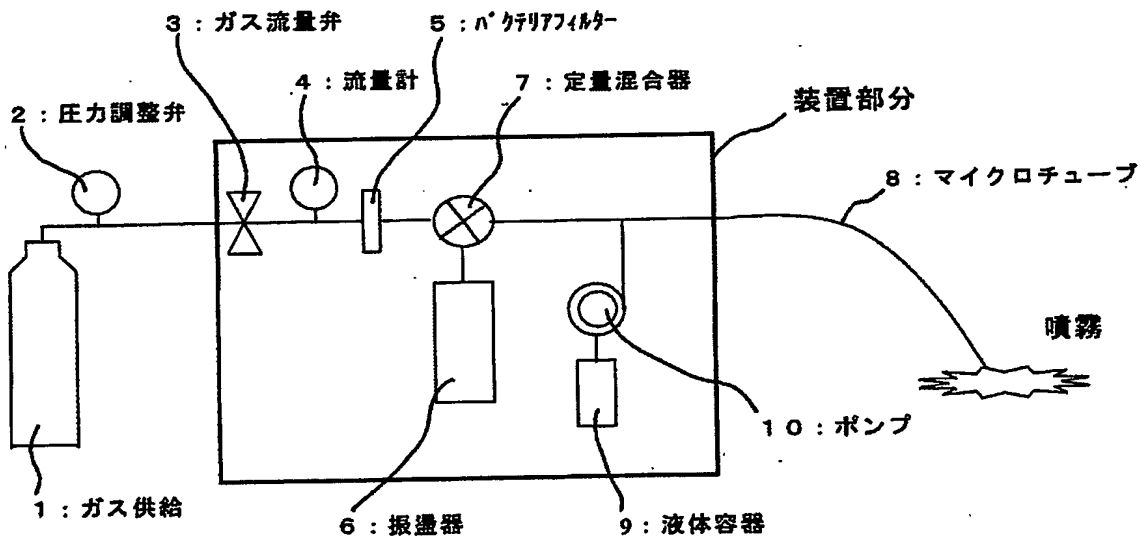 3：ガス流量弁
5：バクテリアフィルター
4：流量計
7：定量混合器
2：圧力調整弁
装置部分
8：マイクロチューブ
噴霧
10：ポンプ
1：ガス供給
6：振盪器
9：液体容器